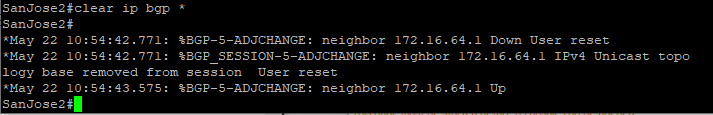 SanJose2#clear ip bgp *
SanJose2#
*May 22 10:54:42.771: %BGP-5-ADJCHANGE: neighbor 172.16.64.1 Down User reset
*May 22 10:54:42.771: %BGP_SESSION-5-ADJCHANGE: neighbor 172.16.64.1 IPv4 Unicast topo
logy base removed from session  User reset
*May 22 10:54:43.575: %BGP-5-ADJCHANGE: neighbor 172.16.64.1 Up
SanJose2#